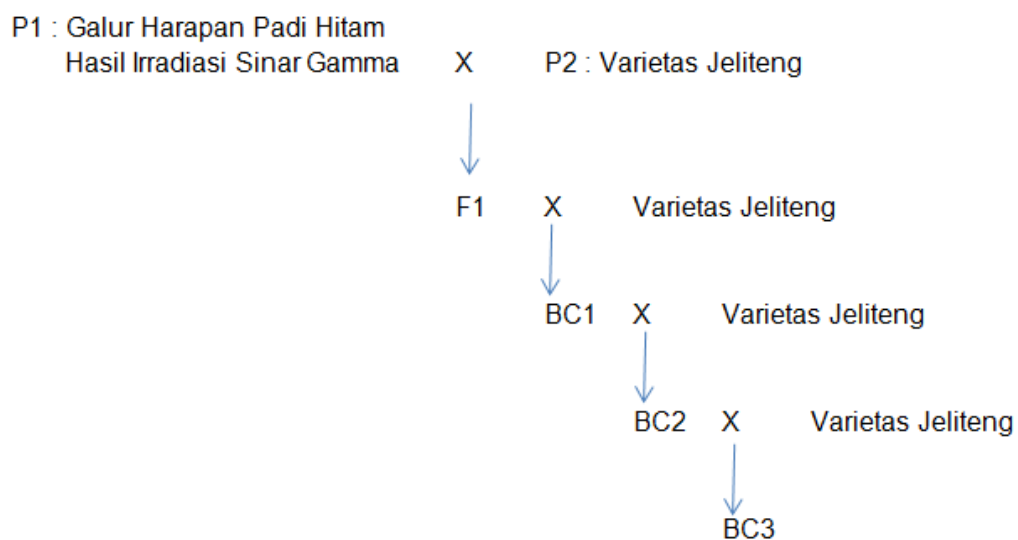 P1 : Galur Harapan Padi Hitam
Hasil Irradiasi Sinar Gamma X P2 : Varietas Jeliteng
F1 X Varietas Jeliteng
BC1 X Varietas Jeliteng
BC2 X Varietas Jeliteng
BC3